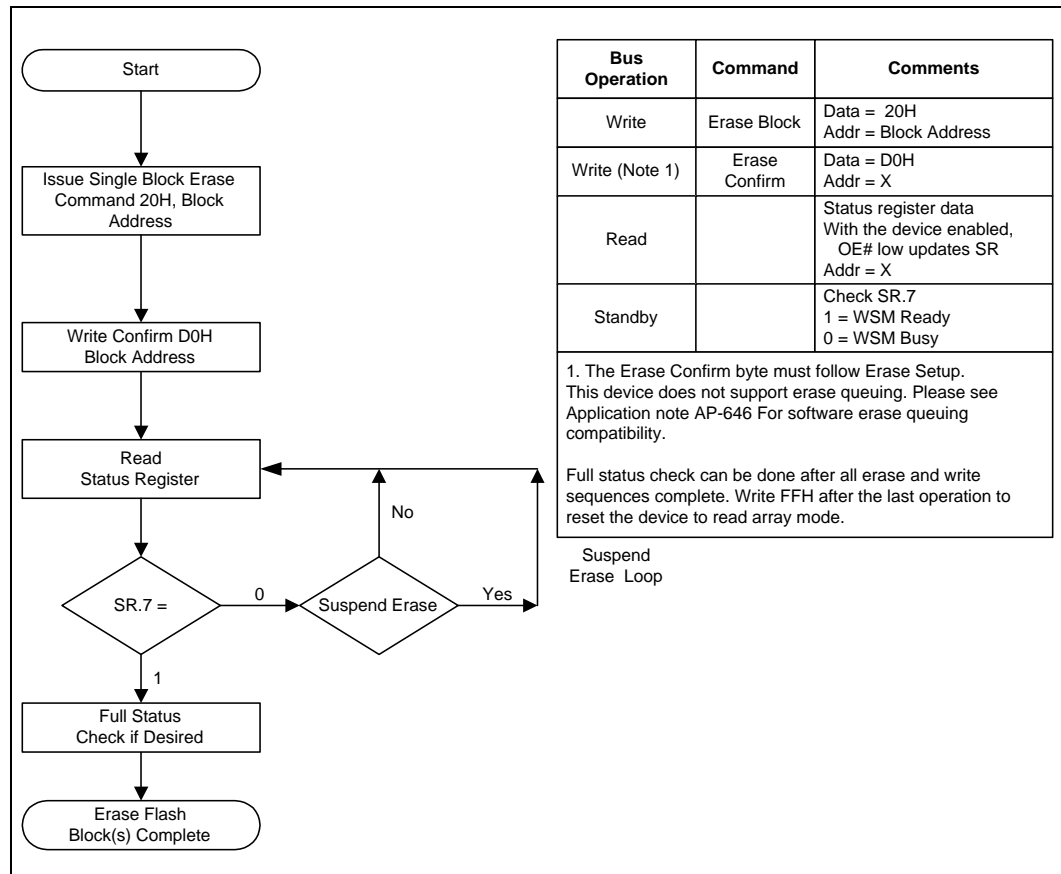 Start
Issue Single Block Erase
Command 20H, Block
Address
Write Confirm D0H
Block Address
Read
Status Register
No
SR.7 =
0
Suspend Erase
Yes
1
Full Status
Check if Desired
Erase Flash
Block(s) Complete
Bus
Operation
Command
Comments
Write
Erase Block
Data = 20H
Addr = Block Address
Write (Note 1)
Erase
Confirm
Data = D0H
Addr = X
Read
Status register data
With the device enabled,
OE# low updates SR
Addr = X
Standby
Check SR.7
1 = WSM Ready
0 = WSM Busy
1. The Erase Confirm byte must follow Erase Setup.
This device does not support erase queuing. Please see
Application note AP-646 For software erase queuing
compatibility.
Full status check can be done after all erase and write
sequences complete. Write FFH after the last operation to
reset the device to read array mode.
Suspend
Erase Loop